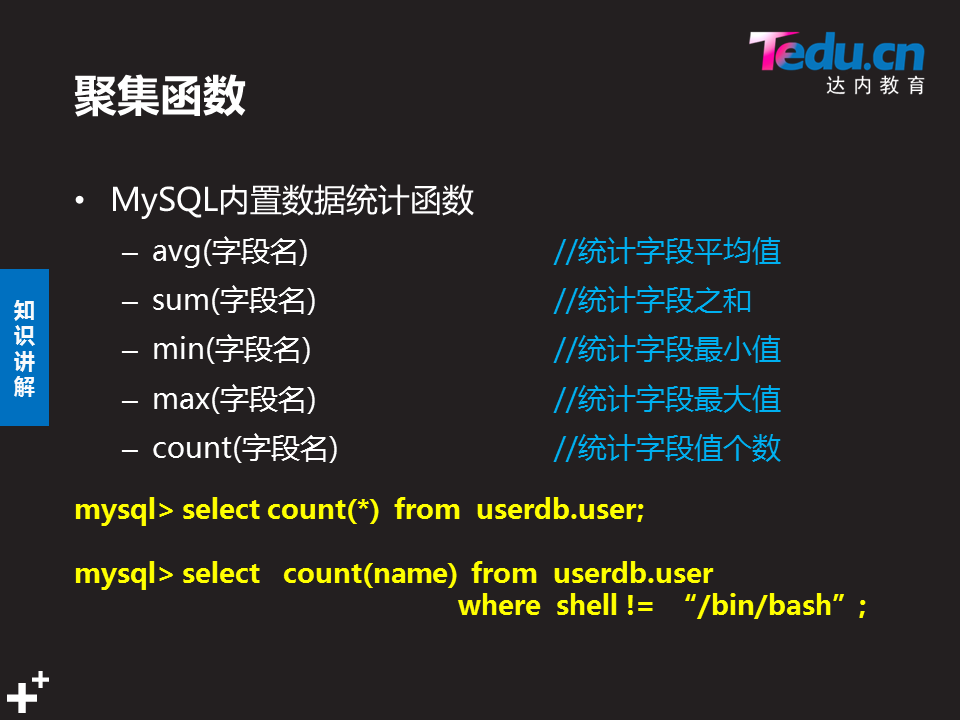 Tedu.cn
达内教育
聚集函数
• MySQL内置数据统计函数
– avg(字段名) //统计字段平均值
– sum(字段名) //统计字段之和
– min(字段名) //统计字段最小值
– max(字段名) //统计字段最大值
– count(字段名) //统计字段值个数
知
识
讲
解
mysql> select count(*) from userdb.user;
mysql> select count(name) from userdb.user
where shell != “/bin/bash” ;